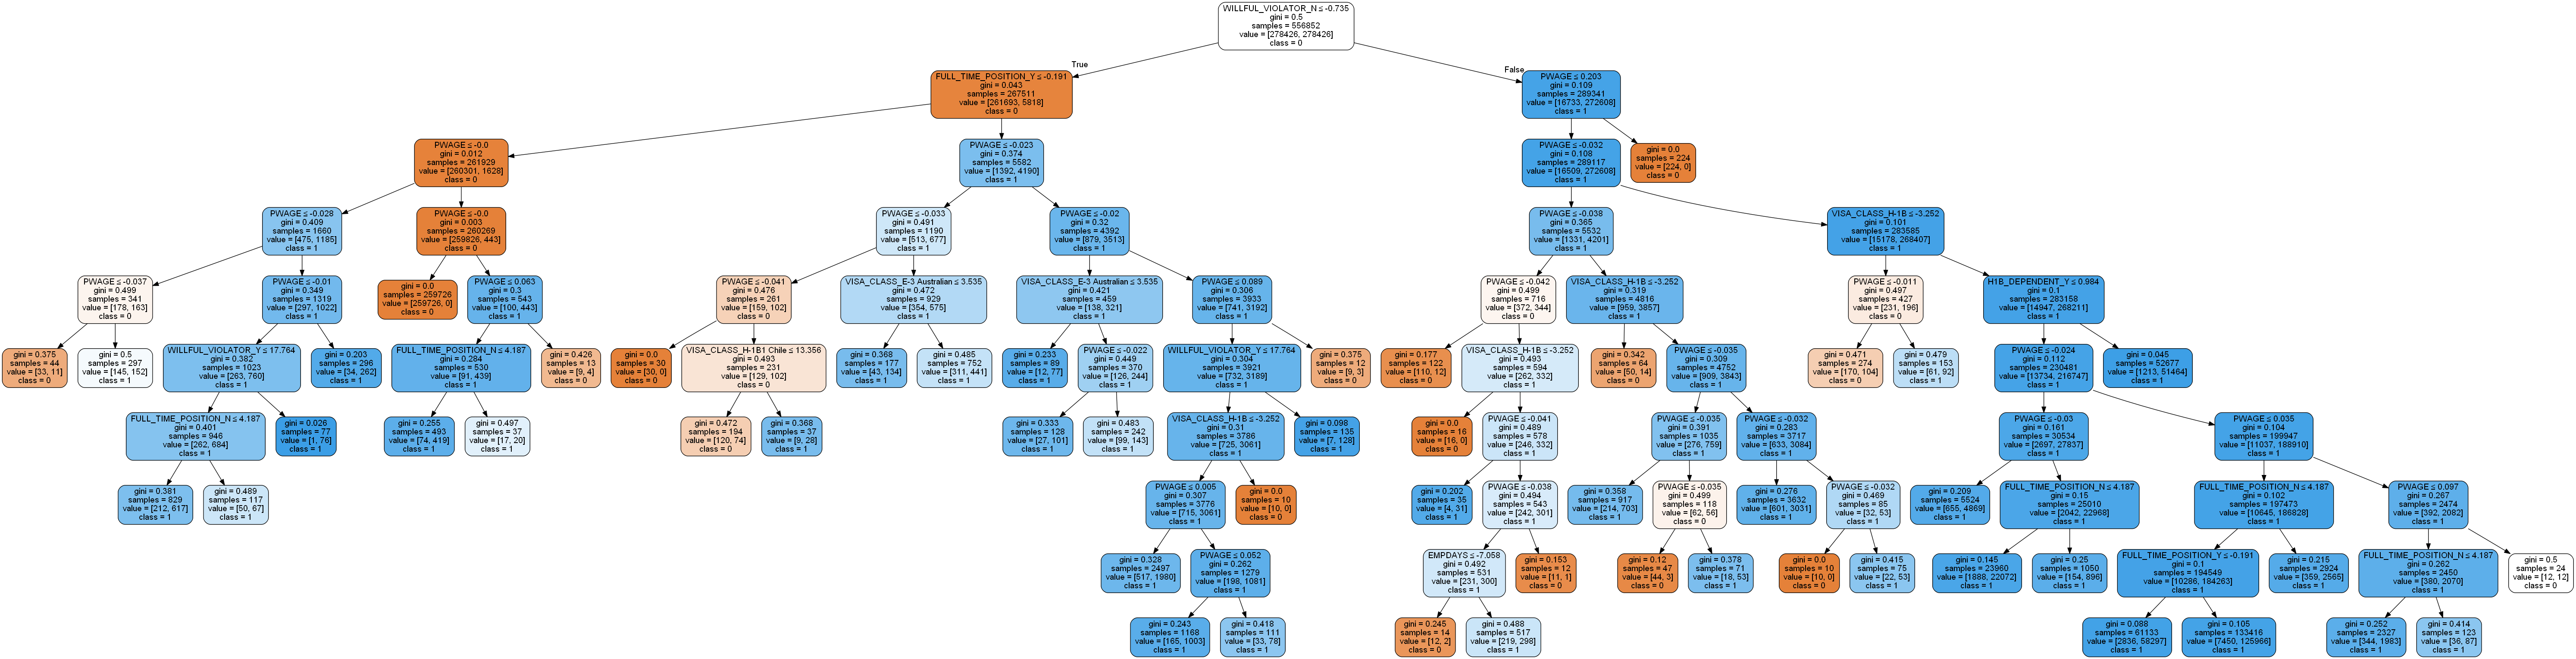 WILLFUL_VIOLATOR_N ≤ -0.735
gini = 0.5
samples = 556852
value = [278426, 278426]
class = 0
True
False
FULL_TIME_POSITION_Y ≤ -0.191
gini = 0.043
samples = 267511
value = [261693, 5818]
class = 0
PWAGE ≤ 0.203
gini = 0.109
samples = 289341
value = [16733, 272608]
class = 1
PWAGE ≤ -0.0
gini = 0.012
samples = 261929
value = [260301, 1628]
class = 0
PWAGE ≤ -0.023
gini = 0.374
samples = 5582
value = [1392, 4190]
class = 1
PWAGE ≤ -0.032
gini = 0.108
samples = 289117
value = [16509, 272608]
class = 1
gini = 0.0
samples = 224
value = [224, 0]
class = 0
PWAGE ≤ -0.028
gini = 0.409
samples = 1660
value = [475, 1185]
class = 1
PWAGE ≤ -0.0
gini = 0.003
samples = 260269
value = [259826, 443]
class = 0
PWAGE ≤ -0.033
gini = 0.491
samples = 1190
value = [513, 677]
class = 1
PWAGE ≤ -0.02
gini = 0.32
samples = 4392
value = [879, 3513]
class = 1
PWAGE ≤ -0.038
gini = 0.365
samples = 5532
value = [1331, 4201]
class = 1
VISA_CLASS_H-1B ≤ -3.252
gini = 0.101
samples = 283585
value = [15178, 268407]
class = 1
PWAGE ≤ -0.037
gini = 0.499
samples = 341
value = [178, 163]
class = 0
PWAGE ≤ -0.01
gini = 0.349
samples = 1319
value = [297, 1022]
class = 1
gini = 0.0
samples = 259726
value = [259726, 0]
class = 0
PWAGE ≤ 0.063
gini = 0.3
samples = 543
value = [100, 443]
class = 1
PWAGE ≤ -0.041
gini = 0.476
samples = 261
value = [159, 102]
class = 0
VISA_CLASS_E-3 Australian ≤ 3.535
gini = 0.472
samples = 929
value = [354, 575]
class = 1
VISA_CLASS_E-3 Australian ≤ 3.535
gini = 0.421
samples = 459
value = [138, 321]
class = 1
PWAGE ≤ 0.089
gini = 0.306
samples = 3933
value = [741, 3192]
class = 1
PWAGE ≤ -0.042
gini = 0.499
samples = 716
value = [372, 344]
class = 0
VISA_CLASS_H-1B ≤ -3.252
gini = 0.319
samples = 4816
value = [959, 3857]
class = 1
PWAGE ≤ -0.011
gini = 0.497
samples = 427
value = [231, 196]
class = 0
H1B_DEPENDENT_Y ≤ 0.984
gini = 0.1
samples = 283158
value = [14947, 268211]
class = 1
gini = 0.375
samples = 44
value = [33, 11]
class = 0
gini = 0.5
samples = 297
value = [145, 152]
class = 1
WILLFUL_VIOLATOR_Y ≤ 17.764
gini = 0.382
samples = 1023
value = [263, 760]
class = 1
gini = 0.203
samples = 296
value = [34, 262]
class = 1
FULL_TIME_POSITION_N ≤ 4.187
gini = 0.284
samples = 530
value = [91, 439]
class = 1
gini = 0.426
samples = 13
value = [9, 4]
class = 0
gini = 0.0
samples = 30
value = [30, 0]
class = 0
VISA_CLASS_H-1B1 Chile ≤ 13.356
gini = 0.493
samples = 231
value = [129, 102]
class = 0
gini = 0.368
samples = 177
value = [43, 134]
class = 1
gini = 0.485
samples = 752
value = [311, 441]
class = 1
gini = 0.233
samples = 89
value = [12, 77]
class = 1
PWAGE ≤ -0.022
gini = 0.449
samples = 370
value = [126, 244]
class = 1
WILLFUL_VIOLATOR_Y ≤ 17.764
gini = 0.304
samples = 3921
value = [732, 3189]
class = 1
gini = 0.375
samples = 12
value = [9, 3]
class = 0
gini = 0.177
samples = 122
value = [110, 12]
class = 0
VISA_CLASS_H-1B ≤ -3.252
gini = 0.493
samples = 594
value = [262, 332]
class = 1
gini = 0.342
samples = 64
value = [50, 14]
class = 0
PWAGE ≤ -0.035
gini = 0.309
samples = 4752
value = [909, 3843]
class = 1
gini = 0.471
samples = 274
value = [170, 104]
class = 0
gini = 0.479
samples = 153
value = [61, 92]
class = 1
PWAGE ≤ -0.024
gini = 0.112
samples = 230481
value = [13734, 216747]
class = 1
gini = 0.045
samples = 52677
value = [1213, 51464]
class = 1
FULL_TIME_POSITION_N ≤ 4.187
gini = 0.401
samples = 946
value = [262, 684]
class = 1
gini = 0.026
samples = 77
value = [1, 76]
class = 1
gini = 0.255
samples = 493
value = [74, 419]
class = 1
gini = 0.497
samples = 37
value = [17, 20]
class = 1
gini = 0.472
samples = 194
value = [120, 74]
class = 0
gini = 0.368
samples = 37
value = [9, 28]
class = 1
gini = 0.333
samples = 128
value = [27, 101]
class = 1
gini = 0.483
samples = 242
value = [99, 143]
class = 1
VISA_CLASS_H-1B ≤ -3.252
gini = 0.31
samples = 3786
value = [725, 3061]
class = 1
gini = 0.098
samples = 135
value = [7, 128]
class = 1
gini = 0.0
samples = 16
value = [16, 0]
class = 0
PWAGE ≤ -0.041
gini = 0.489
samples = 578
value = [246, 332]
class = 1
PWAGE ≤ -0.035
gini = 0.391
samples = 1035
value = [276, 759]
class = 1
PWAGE ≤ -0.032
gini = 0.283
samples = 3717
value = [633, 3084]
class = 1
PWAGE ≤ -0.03
gini = 0.161
samples = 30534
value = [2697, 27837]
class = 1
PWAGE ≤ 0.035
gini = 0.104
samples = 199947
value = [11037, 188910]
class = 1
gini = 0.381
samples = 829
value = [212, 617]
class = 1
gini = 0.489
samples = 117
value = [50, 67]
class = 1
PWAGE ≤ 0.005
gini = 0.307
samples = 3776
value = [715, 3061]
class = 1
gini = 0.0
samples = 10
value = [10, 0]
class = 0
gini = 0.202
samples = 35
value = [4, 31]
class = 1
PWAGE ≤ -0.038
gini = 0.494
samples = 543
value = [242, 301]
class = 1
gini = 0.358
samples = 917
value = [214, 703]
class = 1
PWAGE ≤ -0.035
gini = 0.499
samples = 118
value = [62, 56]
class = 0
gini = 0.276
samples = 3632
value = [601, 3031]
class = 1
PWAGE ≤ -0.032
gini = 0.469
samples = 85
value = [32, 53]
class = 1
gini = 0.209
samples = 5524
value = [655, 4869]
class = 1
FULL_TIME_POSITION_N ≤ 4.187
gini = 0.15
samples = 25010
value = [2042, 22968]
class = 1
FULL_TIME_POSITION_N ≤ 4.187
gini = 0.102
samples = 197473
value = [10645, 186828]
class = 1
PWAGE ≤ 0.097
gini = 0.267
samples = 2474
value = [392, 2082]
class = 1
gini = 0.328
samples = 2497
value = [517, 1980]
class = 1
PWAGE ≤ 0.052
gini = 0.262
samples = 1279
value = [198, 1081]
class = 1
EMPDAYS ≤ -7.058
gini = 0.492
samples = 531
value = [231, 300]
class = 1
gini = 0.153
samples = 12
value = [11, 1]
class = 0
gini = 0.12
samples = 47
value = [44, 3]
class = 0
gini = 0.378
samples = 71
value = [18, 53]
class = 1
gini = 0.0
samples = 10
value = [10, 0]
class = 0
gini = 0.415
samples = 75
value = [22, 53]
class = 1
gini = 0.145
samples = 23960
value = [1888, 22072]
class = 1
gini = 0.25
samples = 1050
value = [154, 896]
class = 1
FULL_TIME_POSITION_Y ≤ -0.191
gini = 0.1
samples = 194549
value = [10286, 184263]
class = 1
gini = 0.215
samples = 2924
value = [359, 2565]
class = 1
FULL_TIME_POSITION_N ≤ 4.187
gini = 0.262
samples = 2450
value = [380, 2070]
class = 1
gini = 0.5
samples = 24
value = [12, 12]
class = 0
gini = 0.243
samples = 1168
value = [165, 1003]
class = 1
gini = 0.418
samples = 111
value = [33, 78]
class = 1
gini = 0.245
samples = 14
value = [12, 2]
class = 0
gini = 0.488
samples = 517
value = [219, 298]
class = 1
gini = 0.088
samples = 61133
value = [2836, 58297]
class = 1
gini = 0.105
samples = 133416
value = [7450, 125966]
class = 1
gini = 0.252
samples = 2327
value = [344, 1983]
class = 1
gini = 0.414
samples = 123
value = [36, 87]
class = 1